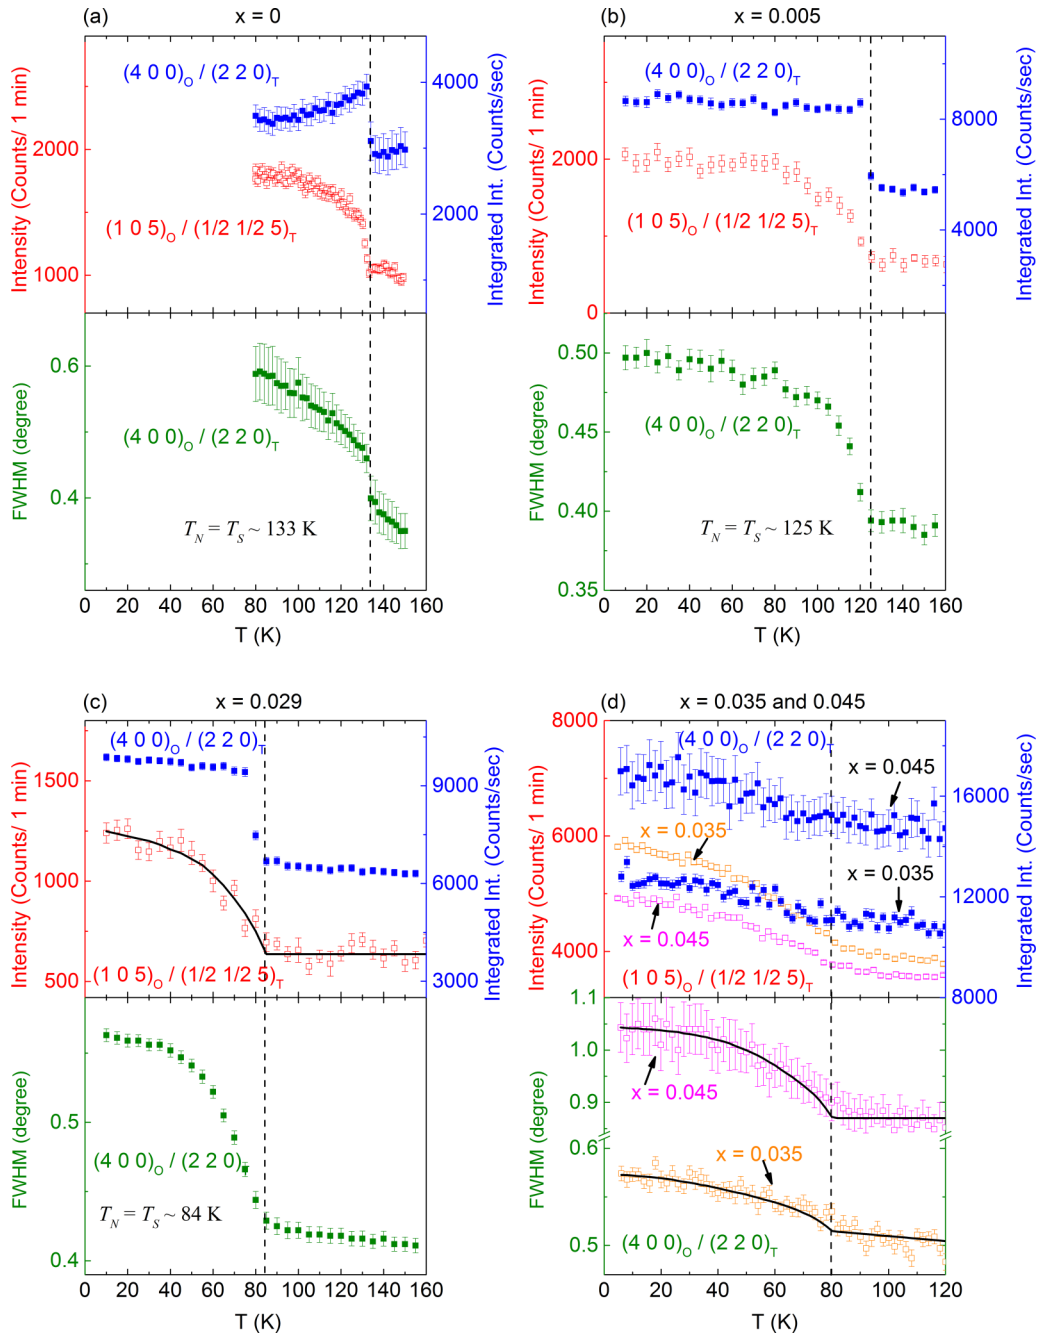 (a) x = 0
(4 0 0)O / (2 2 0)T
(1 0 5)O / (1/2 1/2 5)T
Intensity (Counts/ 1 min)
2000
1000
Integrated Int. (Counts/sec)
4000
2000
(4 0 0)O / (2 2 0)T
TN = TS ~ 133 K
FWHM (degree)
0.6
0.4
0 20 40 60 80 100 120 140 160
T (K)
(b) x = 0.005
(4 0 0)O / (2 2 0)T
(1 0 5)O / (1/2 1/2 5)T
Intensity (Counts/ 1 min)
2000
0
Integrated Int. (Counts/sec)
8000
4000
(4 0 0)O / (2 2 0)T
TN = TS ~ 125 K
FWHM (degree)
0.50
0.45
0.40
0.35
0 20 40 60 80 100 120 140 160
T (K)
(c) x = 0.029
(4 0 0)O / (2 2 0)T
(1 0 5)O / (1/2 1/2 5)T
Intensity (Counts/ 1 min)
1500
1000
500
Integrated Int. (Counts/sec)
9000
6000
3000
(4 0 0)O / (2 2 0)
TN = TS ~ 84 K
FWHM (degree)
0.5
0.4
0 20 40 60 80 100 120 140 160
T (K)
(d) x = 0.035 and 0.045
(4 0 0)O / (2 2 0)T
x = 0.045
x = 0.035
x = 0.035
x = 0.045
(1 0 5)O / (1/2 1/2 5)T
Intensity (Counts/ 1 min)
8000
6000
4000
Integrated Int. (Counts/sec)
16000
12000
8000
x = 0.045
x = 0.035
(4 0 0)O / (2 2 0)T
FWHM (degree)
1.1
1.0
0.9
0.6
0.5
0 20 40 60 80 100 120
T (K)